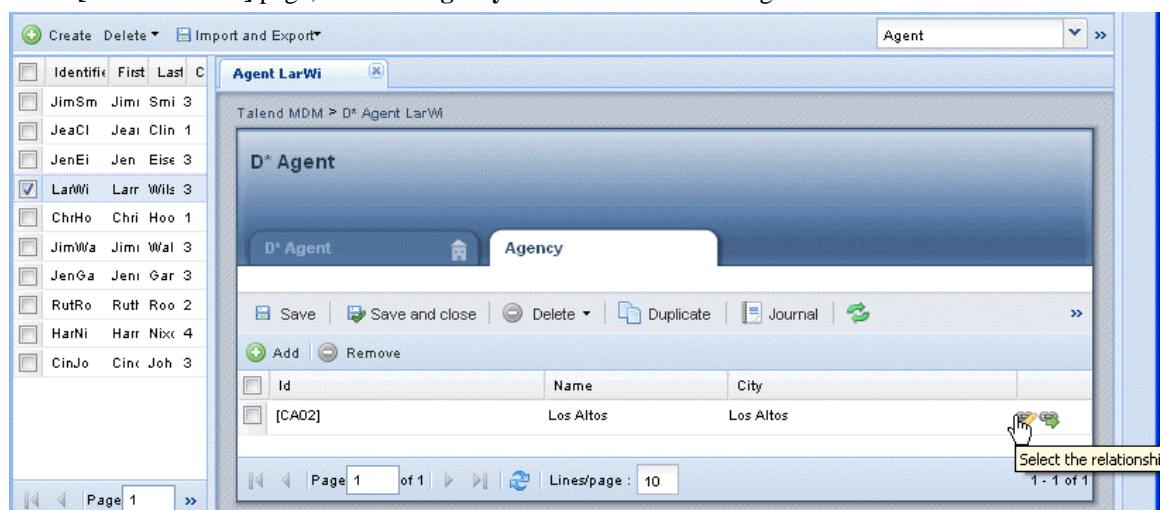 page,
Create Delete Import and Export Agent »
Identifie First Last C
JimSm Jimi Smi 3
JeaCl Jear Clin 1
JenEi Jen Eise 3
LarWi Larr Wils 3
ChrHo Chri Hoo 1
JimWa Jimi Wal 3
JenGa Jeni Gar 3
RutRo Ruth Roo 2
HarNi Harr Nixo 4
CinJo Cinc Joh 3
Page 1 »
Agent LarWi
Talend MDM > D* Agent LarWi
D* Agent
D* Agent Agency
Save Save and close Delete Duplicate Journal »
Add Remove
Id Name City
[CA02] Los Altos Los Altos
Select the relationshi
Page 1 of 1 Lines/page : 10 1 - 1 of 1